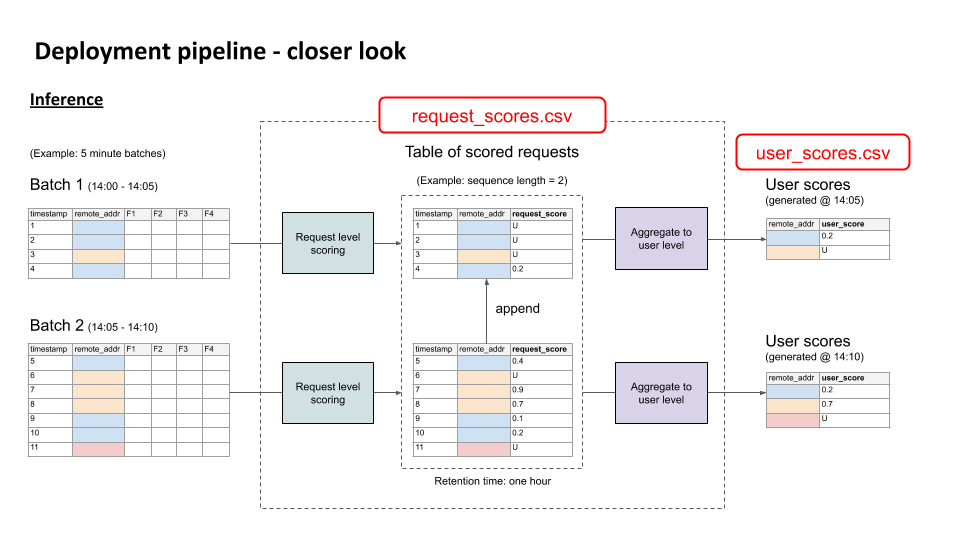 Deployment pipeline - closer look
Inference
request_scores.csv
user_scores.csv
(Example: 5 minute batches)
Table of scored requests
(Example: sequence length = 2)
Batch 1 (14:00 - 14:05)
timestamp remote_addr F1 F2 F3 F4
1
2
3
4
Request level
scoring
timestamp remote_addr request_score
1 U
2 U
3 U
4 0.2
Aggregate to
user level
User scores
(generated @ 14:05)
remote_addr user_score
0.2
U
append
Batch 2 (14:05 - 14:10)
timestamp remote_addr F1 F2 F3 F4
5
6
7
8
9
10
11
Request level
scoring
timestamp remote_addr request_score
5 0.4
6 U
7 0.9
8 0.7
9 0.1
10 0.2
11 U
Aggregate to
user level
User scores
(generated @ 14:10)
remote_addr user_score
0.2
0.7
U
Retention time: one hour